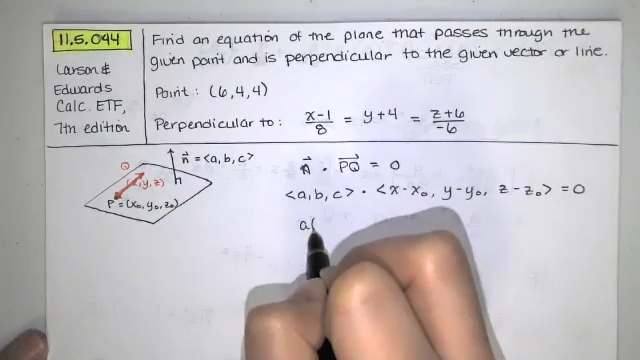 11.5.044
Larson &
Edwards
Calc. ETF,
7th edition
Find an equation of the plane that passes through the
given point and is perpendicular to the given vector or line.
Point: (6,4,4)
Perpendicular to: (x-1)/8 = y+4 = (z+6)/-6
n⃗ = <a, b, c>
Q
(x,y,z)
P = (x₀, y₀, z₀)
n⃗ · PQ⃗ = 0
<a, b, c> · <x-x₀, y-y₀, z-z₀> = 0
a(